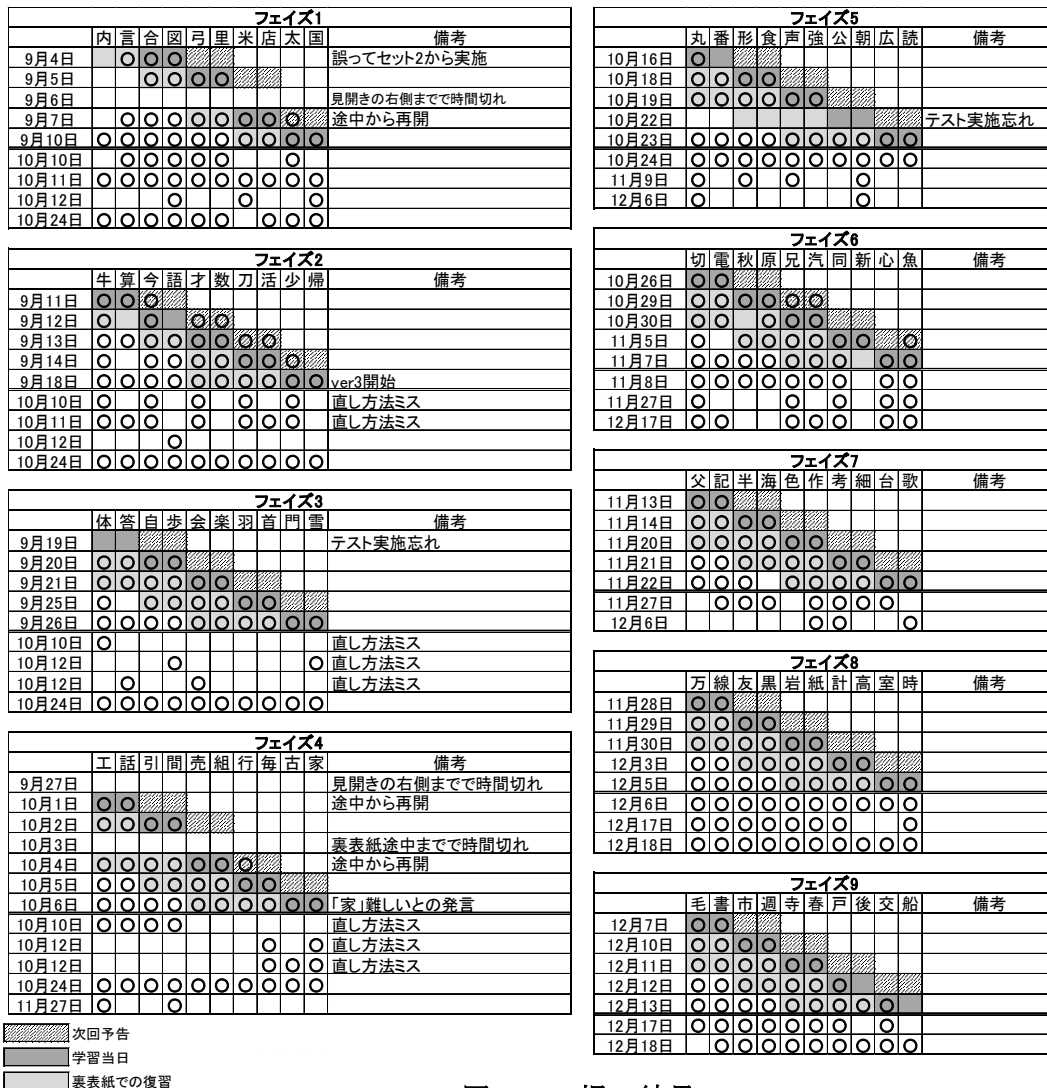 フェイズ1
内 言 合 図 弓 里 米 店 太 国 備考
9月4日 誤ってセット2から実施
9月5日
9月6日 見開きの右側までで時間切れ
9月7日 途中から再開
9月10日
10月10日
10月11日
10月12日
10月24日
フェイズ2
牛 算 今 語 才 数 刀 活 少 帰 備考
9月11日
9月12日
9月13日
9月14日
9月18日 ver3開始
10月10日 直し方法ミス
10月11日 直し方法ミス
10月12日
10月24日
フェイズ3
体 答 自 歩 会 楽 羽 首 門 雪 備考
9月19日 テスト実施忘れ
9月20日
9月21日
9月25日
9月26日
10月10日 直し方法ミス
10月12日 直し方法ミス
10月12日 直し方法ミス
10月24日
フェイズ4
工 話 引 間 売 組 行 毎 古 家 備考
9月27日 見開きの右側までで時間切れ
10月1日 途中から再開
10月2日
10月3日 裏表紙途中までで時間切れ
10月4日 途中から再開
10月5日
10月6日 「家」難しいとの発言
10月10日 直し方法ミス
10月12日 直し方法ミス
10月12日 直し方法ミス
10月24日
11月27日
次回予告
学習当日
裏表紙での復習
フェイズ5
丸 番 形 食 声 強 公 朝 広 読 備考
10月16日
10月18日
10月19日
10月22日 テスト実施忘れ
10月23日
10月24日
11月9日
12月6日
フェイズ6
切 電 秋 原 兄 汽 同 新 心 魚 備考
10月26日
10月29日
10月30日
11月5日
11月7日
11月8日
11月27日
12月17日
フェイズ7
父 記 半 海 色 作 考 細 台 歌 備考
11月13日
11月14日
11月20日
11月21日
11月22日
11月27日
12月6日
フェイズ8
万 線 友 黒 岩 紙 計 高 室 時 備考
11月28日
11月29日
11月30日
12月3日
12月5日
12月6日
12月17日
12月18日
フェイズ9
毛 書 市 週 寺 春 戸 後 交 船 備考
12月7日
12月10日
12月11日
12月12日
12月13日
12月17日
12月18日